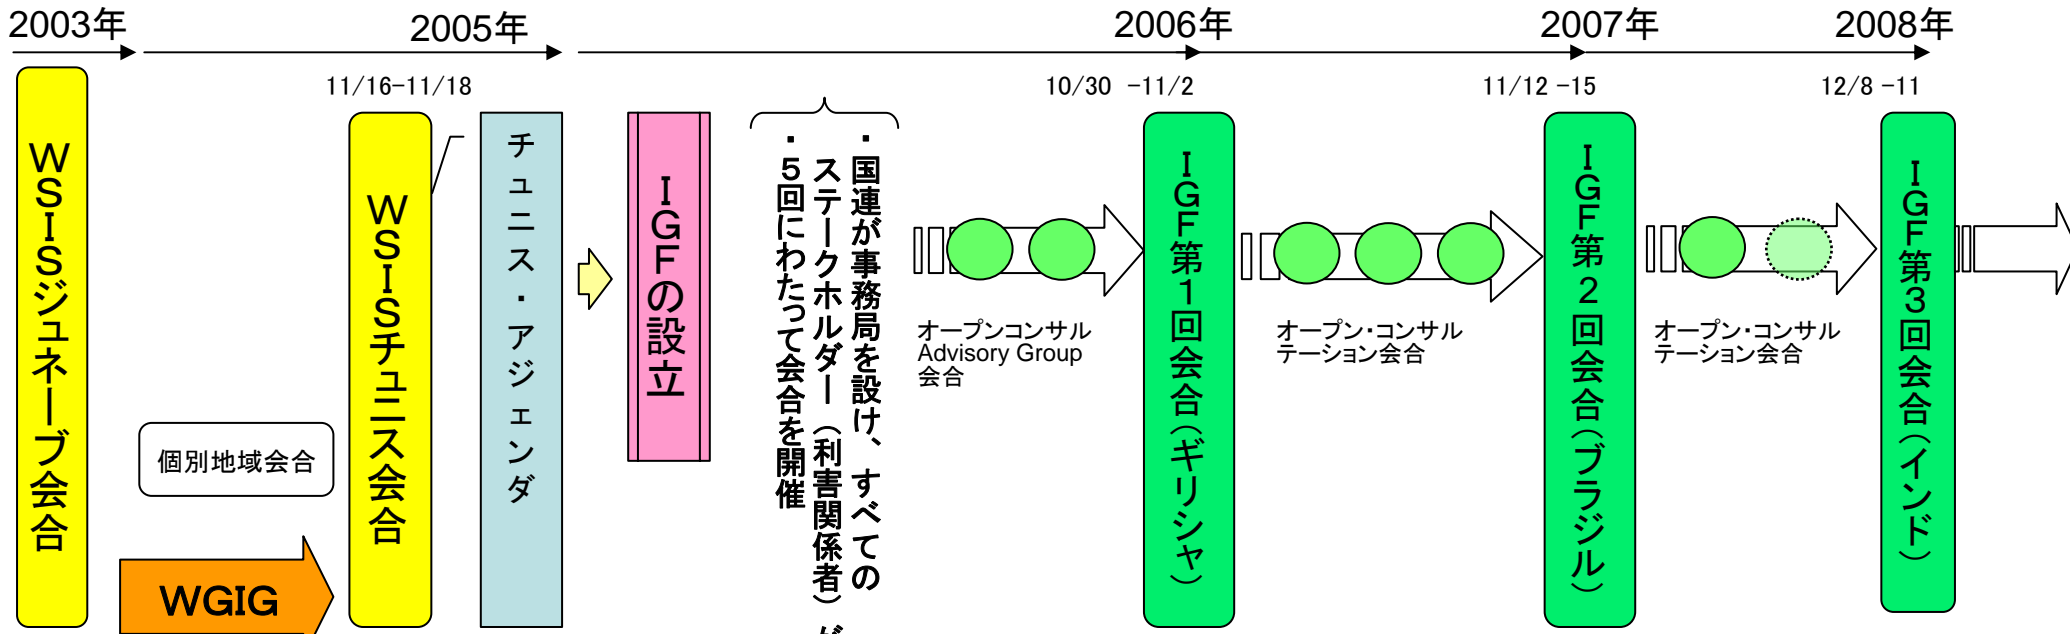 2003年
2005年
2006年
2007年
2008年
11/16-11/18
10/30 -11/2
11/12 -15
12/8 -11
WSISジュネーブ会合
個別地域会合
WGIG
WSISチュニス会合
チュニス・アジェンダ
IGFの設立
・国連が事務局を設け、すべての
ステークホルダー(利害関係者)が
・5回にわたって会合を開催
オープンコンサル
Advisory Group
会合
IGF第1回会合(ギリシャ)
オープン・コンサル
テーション会合
IGF第2回会合(ブラジル)
オープン・コンサル
テーション会合
IGF第3回会合(インド)